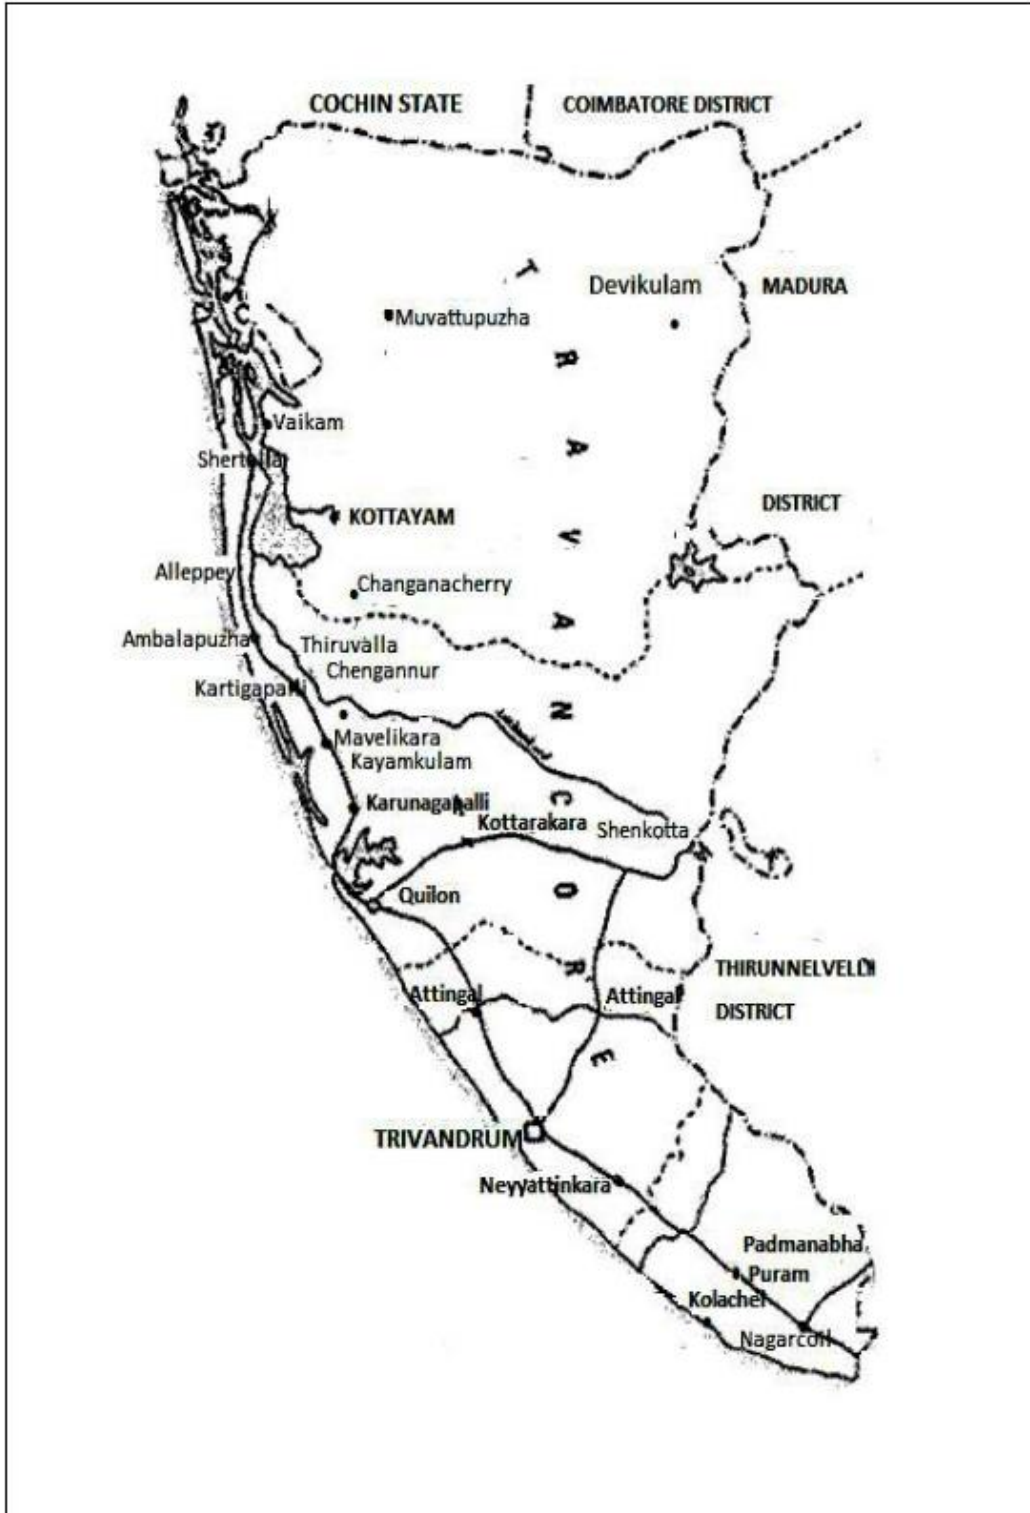 COCHIN STATE
COIMBATORE DISTRICT
Devikulam
MADURA
Muvattupuzha
Vaikam
Shertalla
DISTRICT
KOTTAYAM
Alleppey
Changanacherry
Ambalapuzha
Thiruvalla
Chengannur
Kartigapalli
Mavelikara
Kayamkulam
Karunagapalli
Kottarakara
Shenkotta
Quilon
THIRUNNELVELLI
DISTRICT
Attingal
Attingal
TRIVANDRUM
Neyyattinkara
Padmanabha
Puram
Kolachel
Nagarcoil
T R A V A N C O R E